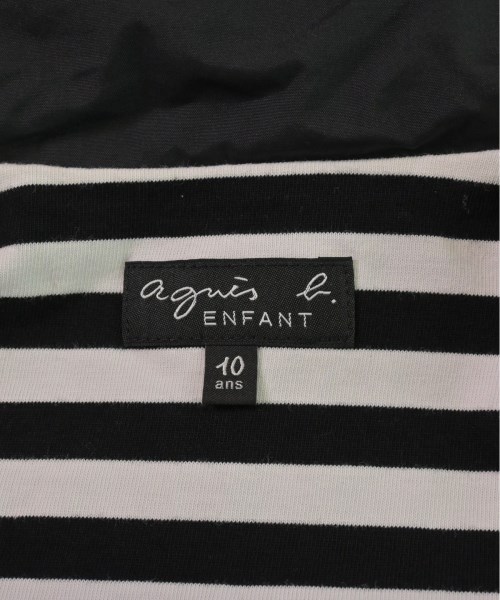 agnès b.
ENFANT
10
ans